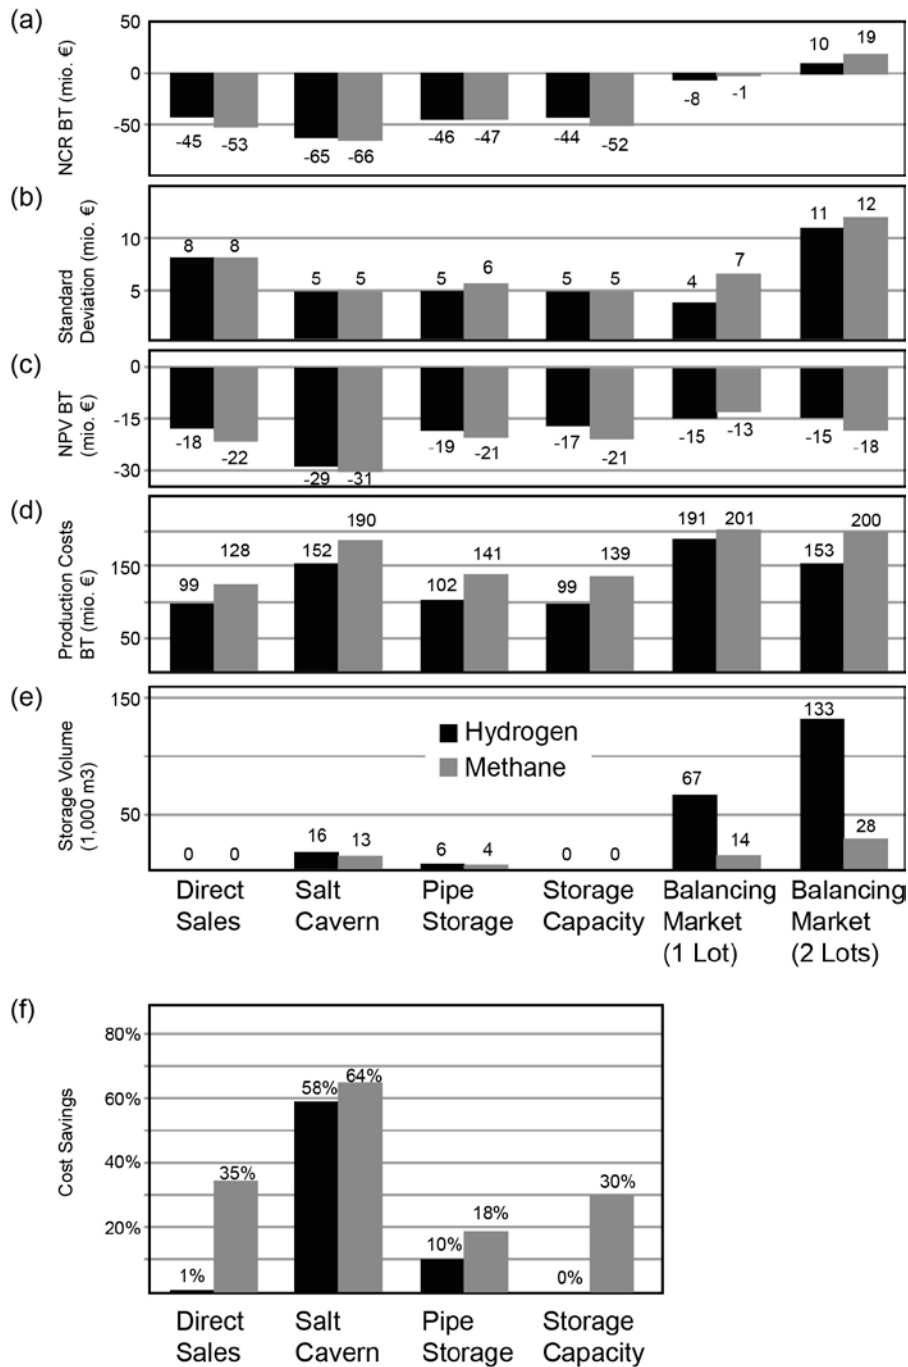 (a)
NCR BT (mio. €)
50
0
-50
-45
-53
-65
-66
-46
-47
-44
-52
-8
-1
10
19
(b)
Standard
Deviation (mio. €)
10
5
8
8
5
5
5
6
5
5
4
7
11
12
(c)
NPV BT
(mio. €)
0
-15
-30
-18
-22
-29
-31
-19
-21
-17
-21
-15
-13
-15
-18
(d)
Production Costs
BT (mio. €)
150
50
99
128
152
190
102
141
99
139
191
201
153
200
(e)
Storage Volume
(1,000 m3)
150
50
Hydrogen
Methane
0
0
16
13
6
4
0
0
67
14
133
28
Direct
Sales
Salt
Cavern
Pipe
Storage
Storage
Capacity
Balancing
Market
(1 Lot)
Balancing
Market
(2 Lots)
(f)
Cost Savings
80%
60%
40%
20%
1%
35%
58%
64%
10%
18%
0%
30%
Direct
Sales
Salt
Cavern
Pipe
Storage
Storage
Capacity